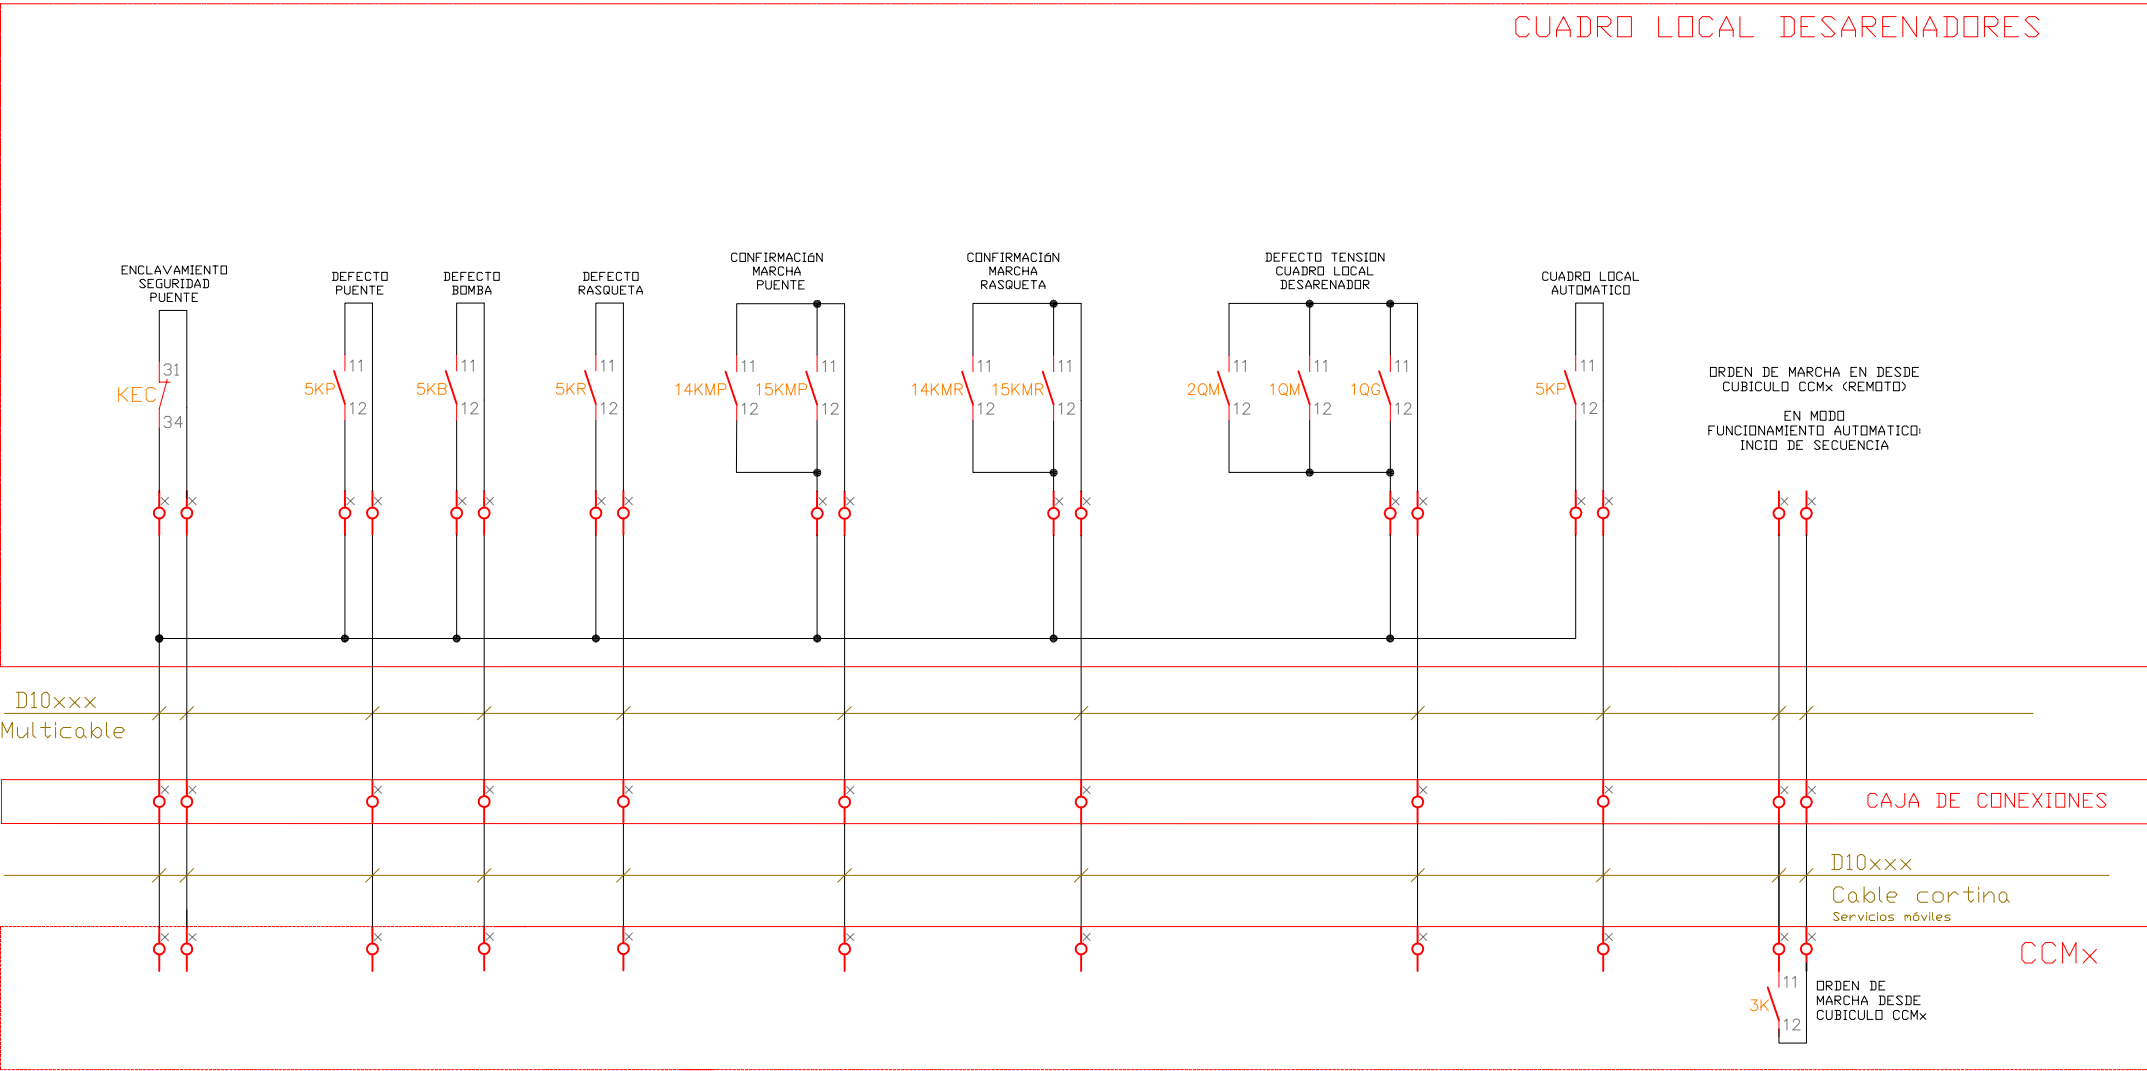 CUADRO LOCAL DESARENADORES
ENCLAVAMIENTO
SEGURIDAD
PUENTE
DEFECTO
PUENTE
DEFECTO
BOMBA
DEFECTO
RASQUETA
CONFIRMACIóN
MARCHA
PUENTE
CONFIRMACIóN
MARCHA
RASQUETA
DEFECTO TENSION
CUADRO LOCAL
DESARENADOR
CUADRO LOCAL
AUTOMATICO
ORDEN DE MARCHA EN DESDE
CUBICULO CCMx (REMOTO)
EN MODO
FUNCIONAMIENTO AUTOMATICO:
INCIO DE SECUENCIA
31
KEC
34
11
5KP
12
11
5KB
12
11
5KR
12
11
14KMP
12
11
15KMP
12
11
14KMR
12
11
15KMR
12
11
2QM
12
11
1QM
12
11
1QG
12
11
5KP
12
x x x x x x x x x x x x x x x x x x
D10xxx
Multicable
x x x x x x x x x x x
CAJA DE CONEXIONES
D10xxx
Cable cortina
Servicios móviles
x x x x x x x x x x x
CCMx
11
3K
12
ORDEN DE
MARCHA DESDE
CUBICULO CCMx